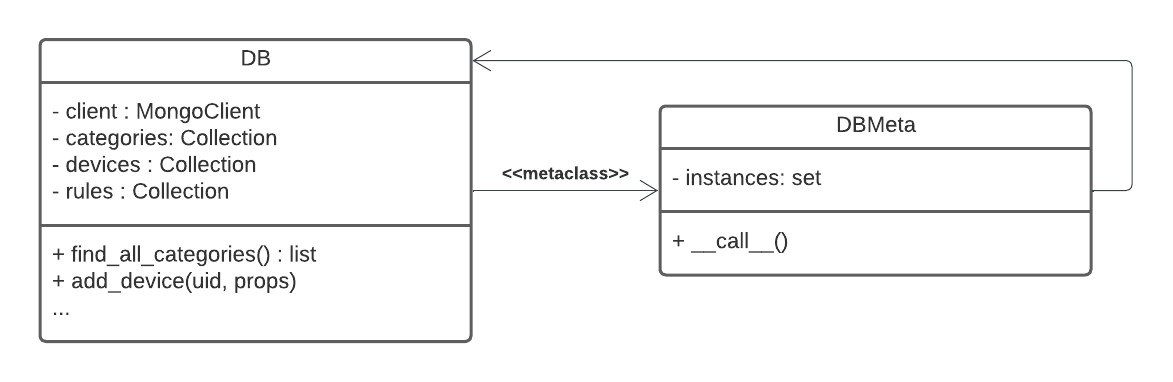 DB
- client : MongoClient
- categories: Collection
- devices : Collection
- rules : Collection
+ find_all_categories() : list
+ add_device(uid, props)
...
<<metaclass>>
DBMeta
- instances: set
+ __call__()